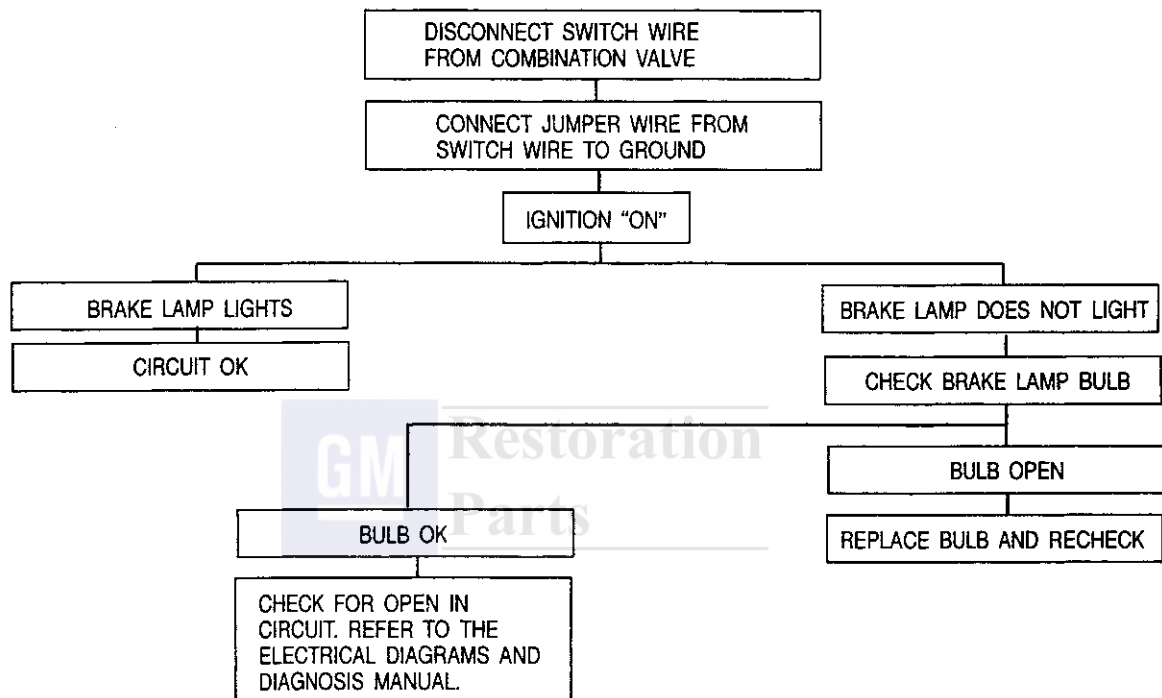 DISCONNECT SWITCH WIRE
FROM COMBINATION VALVE
CONNECT JUMPER WIRE FROM
SWITCH WIRE TO GROUND
IGNITION “ON”
BRAKE LAMP LIGHTS
BRAKE LAMP DOES NOT LIGHT
CIRCUIT OK
CHECK BRAKE LAMP BULB
GM Restoration
Parts
BULB OPEN
BULB OK
REPLACE BULB AND RECHECK
CHECK FOR OPEN IN
CIRCUIT. REFER TO THE
ELECTRICAL DIAGRAMS AND
DIAGNOSIS MANUAL.